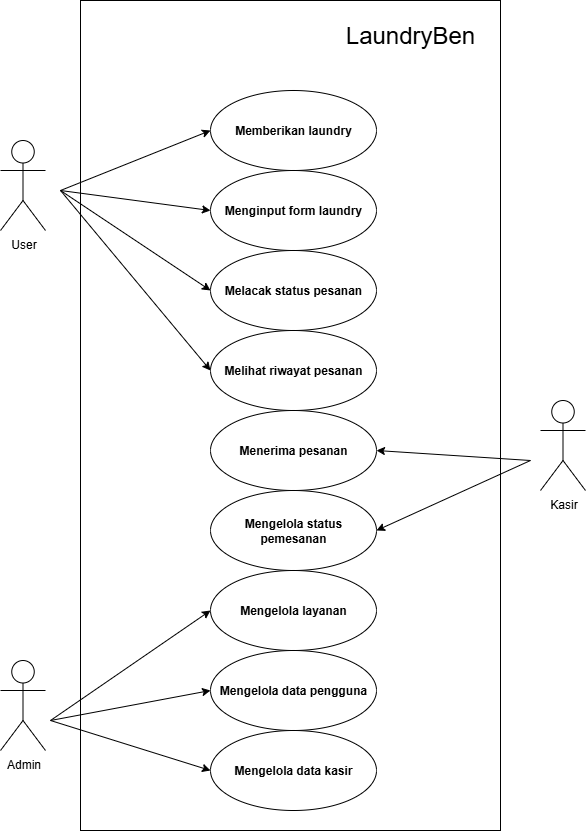 LaundryBen
Memberikan laundry
Menginput form laundry
User
Melacak status pesanan
Melihat riwayat pesanan
Menerima pesanan
Kasir
Mengelola status
pemesanan
Mengelola layanan
Mengelola data pengguna
Admin
Mengelola data kasir